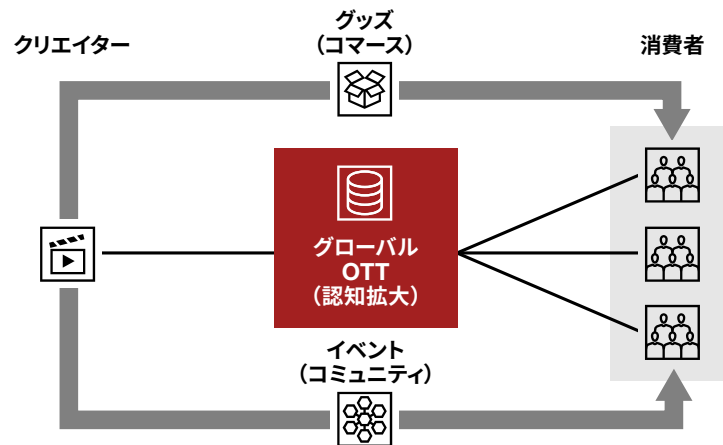 クリエイター
グッズ
（コマース）
消費者
グローバル
OTT
（認知拡大）
イベント
（コミュニティ）